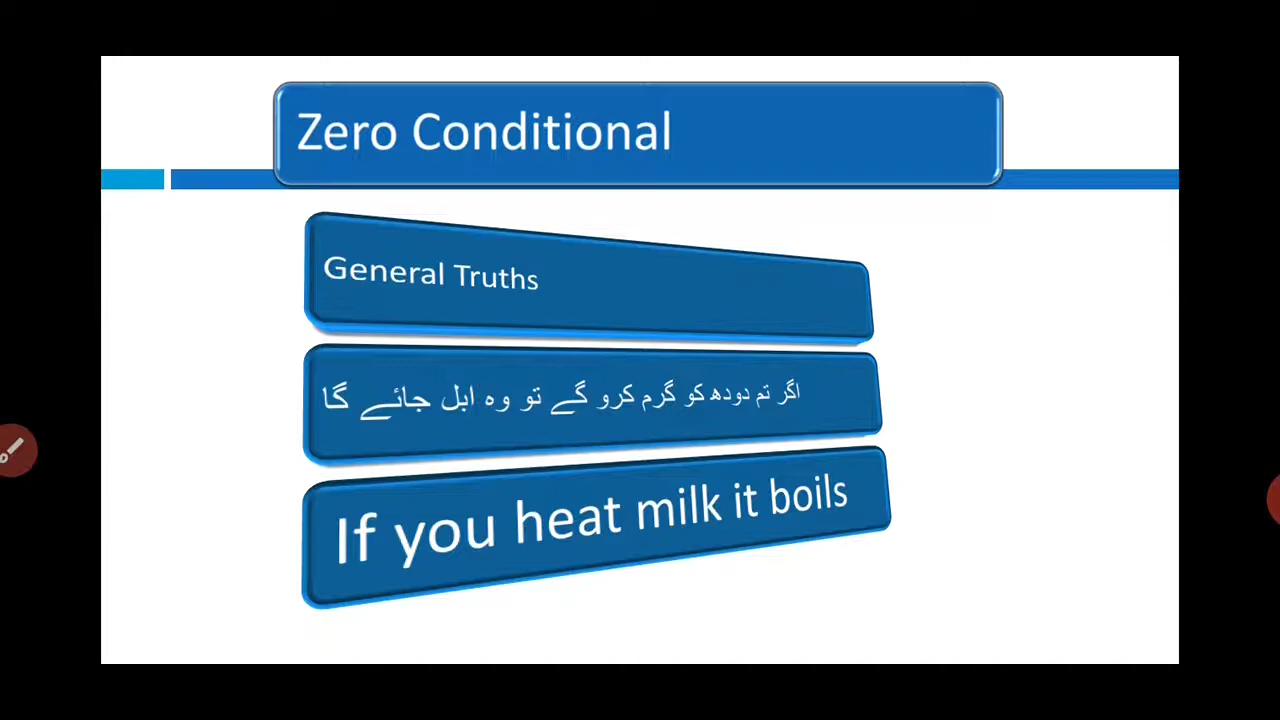 Zero Conditional
General Truths
اگر تم دودھ کو گرم کرو گے تو وہ ابل جائے گا
If you heat milk it boils